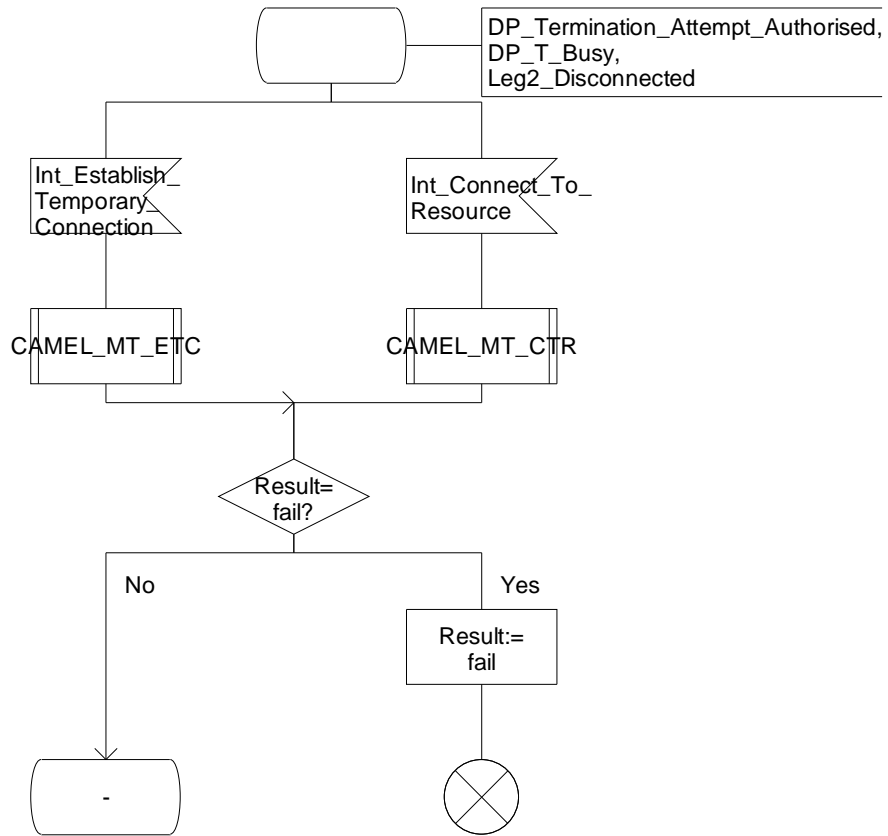 DP_Termination_Attempt_Authorised,
DP_T_Busy,
Leg2_Disconnected
Int_Establish_
Temporary_
Connection
Int_Connect_To_
Resource
CAMEL_MT_ETC
CAMEL_MT_CTR
Result=
fail?
No
Yes
Result:=
fail
-